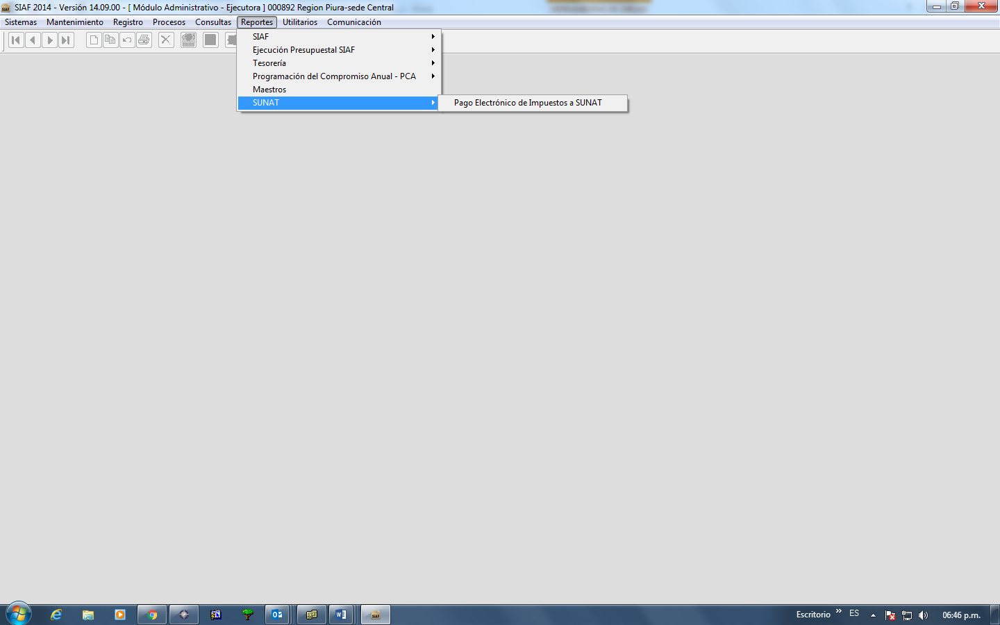 SIAF 2014 - Versión 14.09.00 - [ Módulo Administrativo - Ejecutora ] 000892 Region Piura-sede Central
Sistemas Mantenimiento Registro Procesos Consultas Reportes Utilitarios Comunicación
SIAF
Ejecución Presupuestal SIAF
Tesorería
Programación del Compromiso Anual - PCA
Maestros
SUNAT
Pago Electrónico de Impuestos a SUNAT
Escritorio » ES 06:46 p.m.